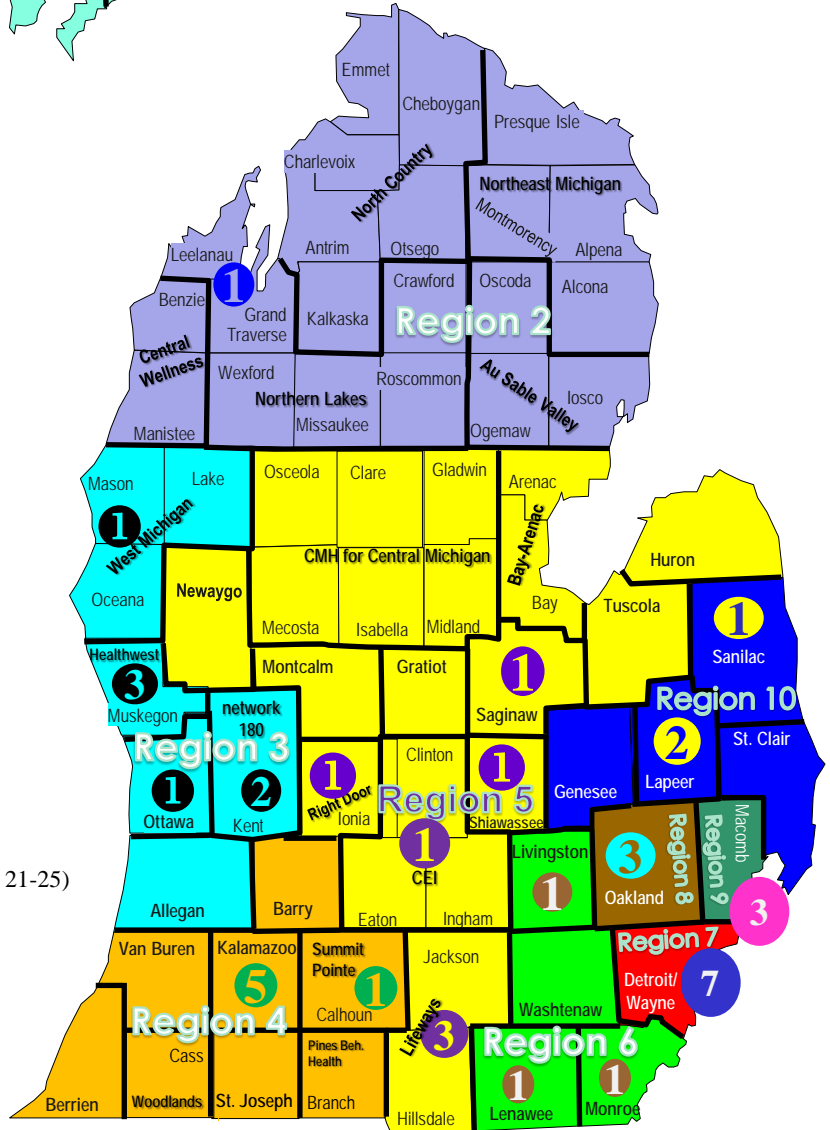 Emmet
Cheboygan
Presque Isle
Charlevoix
North Country
Northeast Michigan
Montmorency
Antrim
Otsego
Alpena
Leelanau
1
Benzie
Grand
Traverse
Kalkaska
Crawford
Oscoda
Alcona
Region 2
Central
Wellness
Wexford
Roscommon
Au Sable Valley
Iosco
Northern Lakes
Missaukee
Manistee
Ogemaw
Mason
Lake
Osceola
Clare
Gladwin
Arenac
1
West Michigan
Bay-Arenac
CMH for Central Michigan
Huron
Newaygo
Oceana
Bay
Tuscola
Mecosta
Isabella
Midland
1
Sanilac
Healthwest
3
Muskegon
Montcalm
Gratiot
1
Saginaw
Region 10
network
180
Region 3
Clinton
2
Lapeer
St. Clair
1
Ottawa
2
Kent
1
Right Door
Ionia
Region 5
1
Shiawassee
Genesee
1
CEI
Livingston
1
3
Oakland
Region 8
Region 9
Macomb
3
21-25)
Allegan
Barry
Eaton
Ingham
Van Buren
Kalamazoo
5
Summit
Pointe
1
Calhoun
Jackson
Region 7
Detroit/
Wayne
7
Washtenaw
Region 4
Lifeways
3
Region 6
Cass
Pines Beh.
Health
1
Lenawee
1
Monroe
Berrien
Woodlands
St. Joseph
Branch
Hillsdale